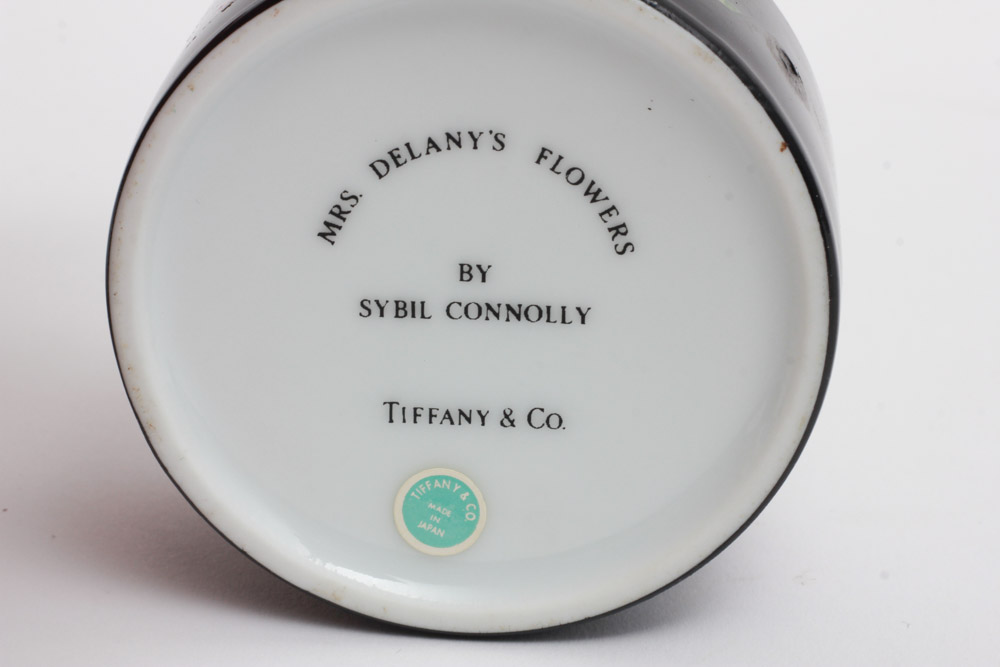 MRS. DELANY'S FLOWERS
BY
SYBIL CONNOLLY
TIFFANY & CO.
TIFFANY & CO.
MADE
IN
JAPAN